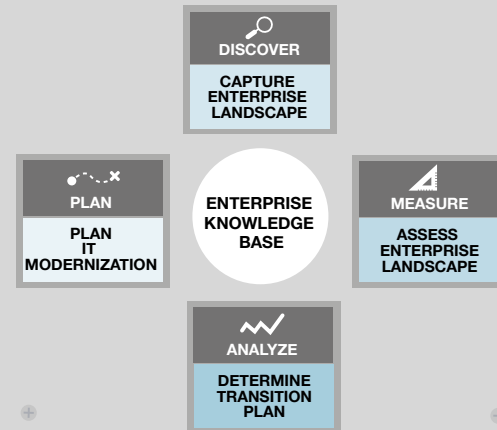 DISCOVER
CAPTURE
ENTERPRISE
LANDSCAPE
PLAN
PLAN
IT
MODERNIZATION
ENTERPRISE
KNOWLEDGE
BASE
MEASURE
ASSESS
ENTERPRISE
LANDSCAPE
ANALYZE
DETERMINE
TRANSITION
PLAN